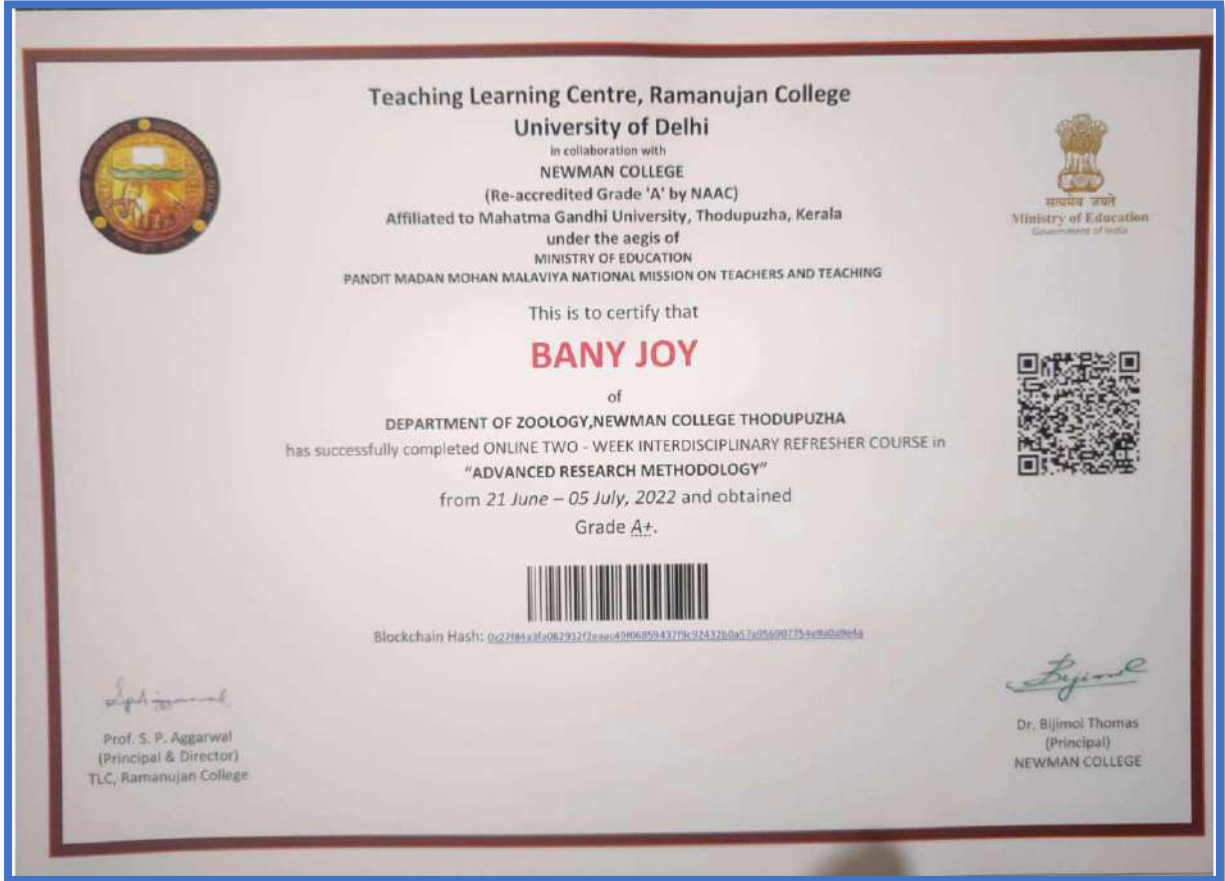 Teaching Learning Centre, Ramanujan College
University of Delhi
in collaboration with
NEWMAN COLLEGE
(Re-accredited Grade 'A' by NAAC)
Affiliated to Mahatma Gandhi University, Thodupuzha, Kerala
under the aegis of
MINISTRY OF EDUCATION
PANDIT MADAN MOHAN MALAVIYA NATIONAL MISSION ON TEACHERS AND TEACHING
सत्यमेव जयते
Ministry of Education
Government of India
This is to certify that
BANY JOY
of
DEPARTMENT OF ZOOLOGY,NEWMAN COLLEGE THODUPUZHA
has successfully completed ONLINE TWO - WEEK INTERDISCIPLINARY REFRESHER COURSE in
"ADVANCED RESEARCH METHODOLOGY"
from 21 June – 05 July, 2022 and obtained
Grade A+.
Blockchain Hash:
Prof. S. P. Aggarwal
(Principal & Director)
TLC, Ramanujan College
Dr. Bijimol Thomas
(Principal)
NEWMAN COLLEGE